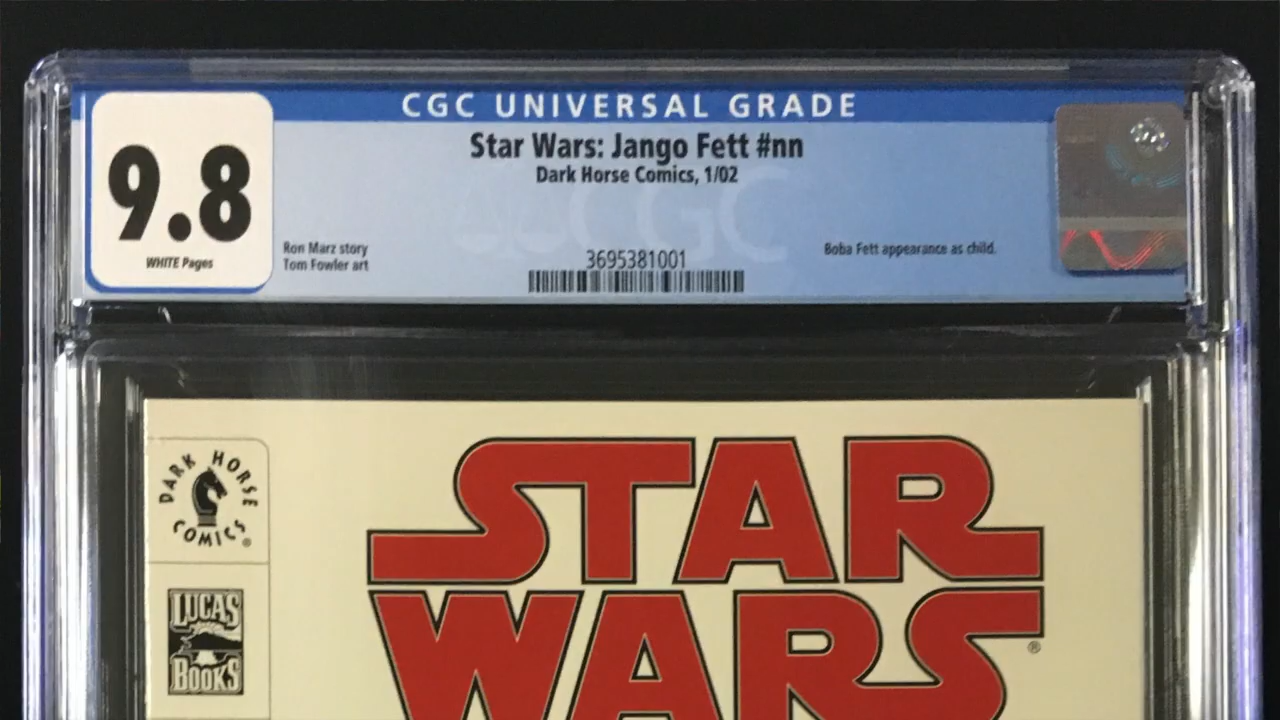 CGC UNIVERSAL GRADE
9.8
WHITE Pages
Star Wars: Jango Fett #nn
Dark Horse Comics, 1/02
CGC
Ron Marz story
Tom Fowler art
3695381001
Boba Fett appearance as child.
DARK HORSE
COMICS®
LUCAS
BOOKS
STAR
WARS®